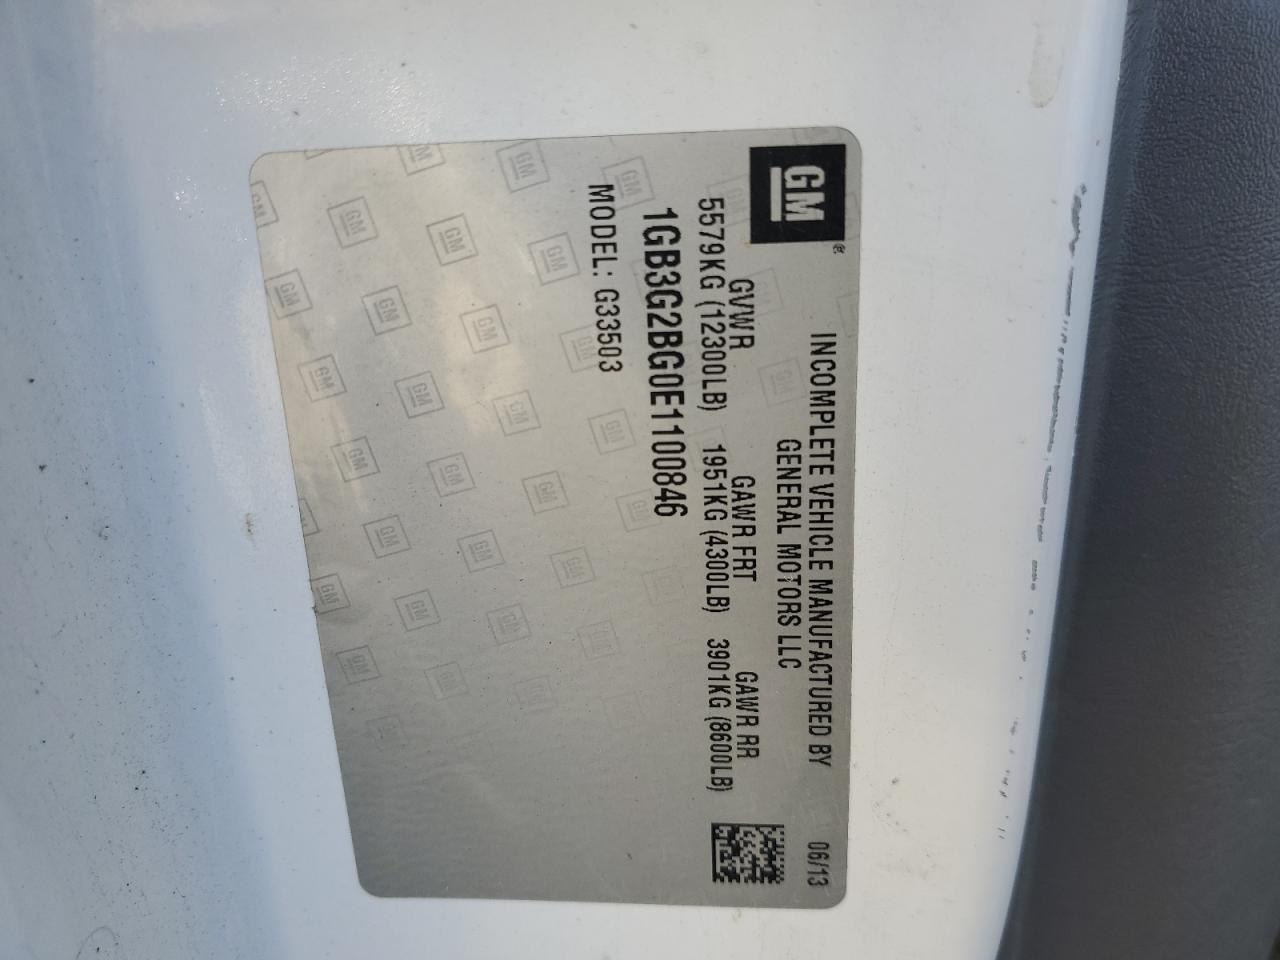 GM®
INCOMPLETE VEHICLE MANUFACTURED BY 06/13
GENERAL MOTORS LLC
GVWR GAWR FRT GAWR RR
5579KG (12300LB) 1951KG (4300LB) 3901KG (8600LB)
1GB3G2BG0E1100846
MODEL: G33503